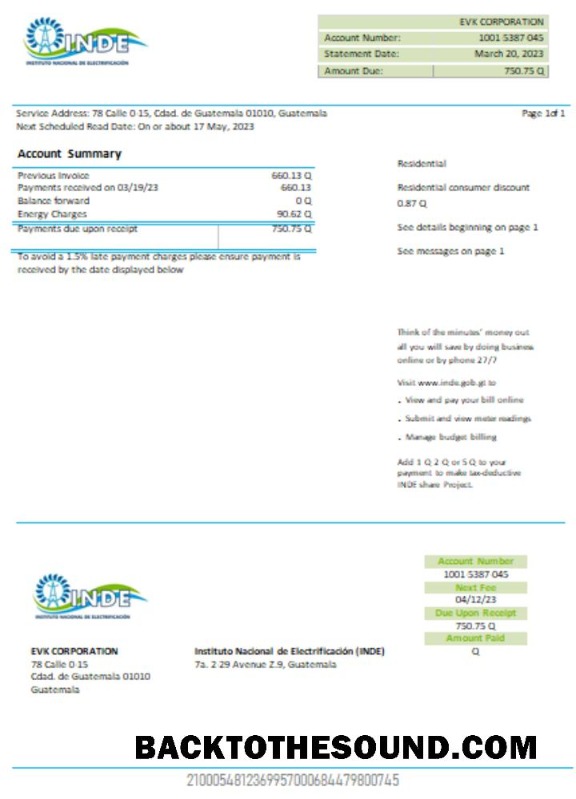 INDE
INSTITUTO NACIONAL DE ELECTRIFICACIÓN
EVK CORPORATION
Account Number: 1001 5387 045
Statement Date: March 20, 2023
Amount Due: 750.75 Q
Service Address: 78 Calle 0-15, Cdad. de Guatemala 01010, Guatemala
Page 1of 1
Next Scheduled Read Date: On or about 17 May, 2023
Account Summary
Previous Invoice 660.13 Q
Payments received on 03/19/23 660.13
Balance forward 0 Q
Energy Charges 90.62 Q
Payments due upon receipt 750.75 Q
To avoid a 1.5% late payment charges please ensure payment is
received by the date displayed below
Residential
Residential consumer discount
0.87 Q
See details beginning on page 1
See messages on page 1
Think of the minutes' money out
all you will save by doing business
online or by phone 27/7
Visit www.inde.gob.gt to
. View and pay your bill online
. Submit and view meter readings
. Manage budget billing
Add 1 Q 2 Q or 5 Q to your
payment to make tax-deductive
INDE share Project.
INDE
INSTITUTO NACIONAL DE ELECTRIFICACIÓN
Account Number
1001 5387 045
Next Fee
04/12/23
Due Upon Receipt
750.75 Q
Amount Paid
Q
EVK CORPORATION
78 Calle 0-15
Cdad. de Guatemala 01010
Guatemala
Instituto Nacional de Electrificación (INDE)
7a. 2-29 Avenue Z.9, Guatemala
BACKTOTHESOUND.COM
2100054812369957000684479800745